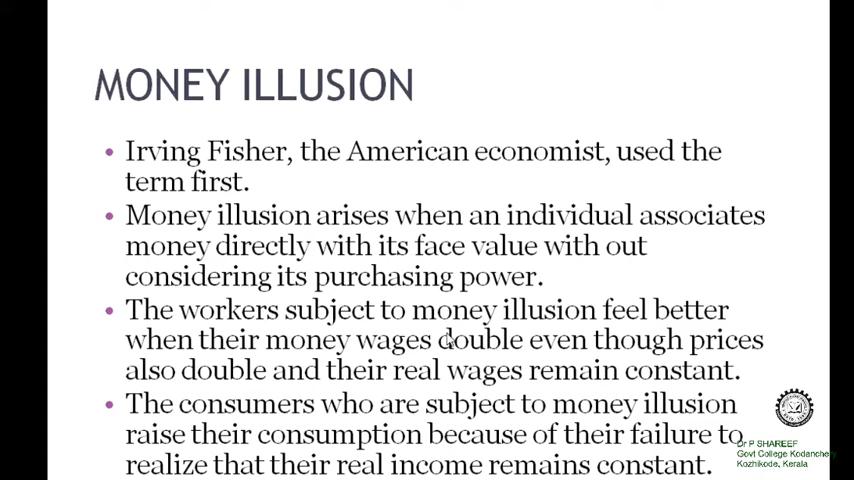 MONEY ILLUSION
• Irving Fisher, the American economist, used the
term first.
• Money illusion arises when an individual associates
money directly with its face value with out
considering its purchasing power.
• The workers subject to money illusion feel better
when their money wages double even though prices
also double and their real wages remain constant.
• The consumers who are subject to money illusion
raise their consumption because of their failure to
realize that their real income remains constant.
Dr P SHAREEF
Govt College Kodanchery
Kozhikode, Kerala